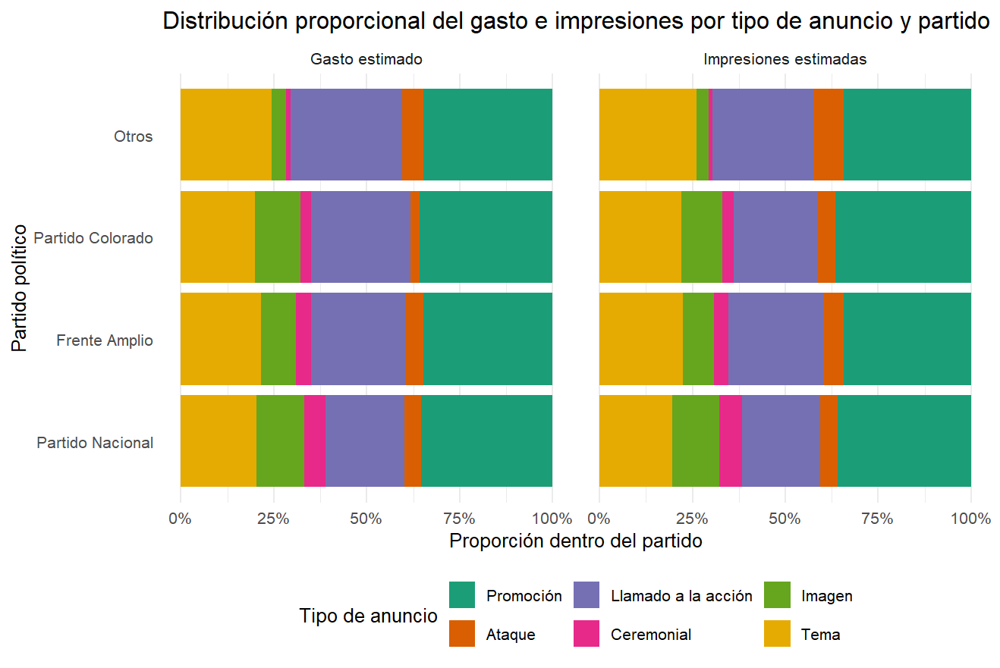 Distribución proporcional del gasto e impresiones por tipo de anuncio y partido
Gasto estimado
Impresiones estimadas
Partido político
Otros
Partido Colorado
Frente Amplio
Partido Nacional
0% 25% 50% 75% 100% 0% 25% 50% 75% 100%
Proporción dentro del partido
Tipo de anuncio
Promoción Llamado a la acción Imagen
Ataque Ceremonial Tema